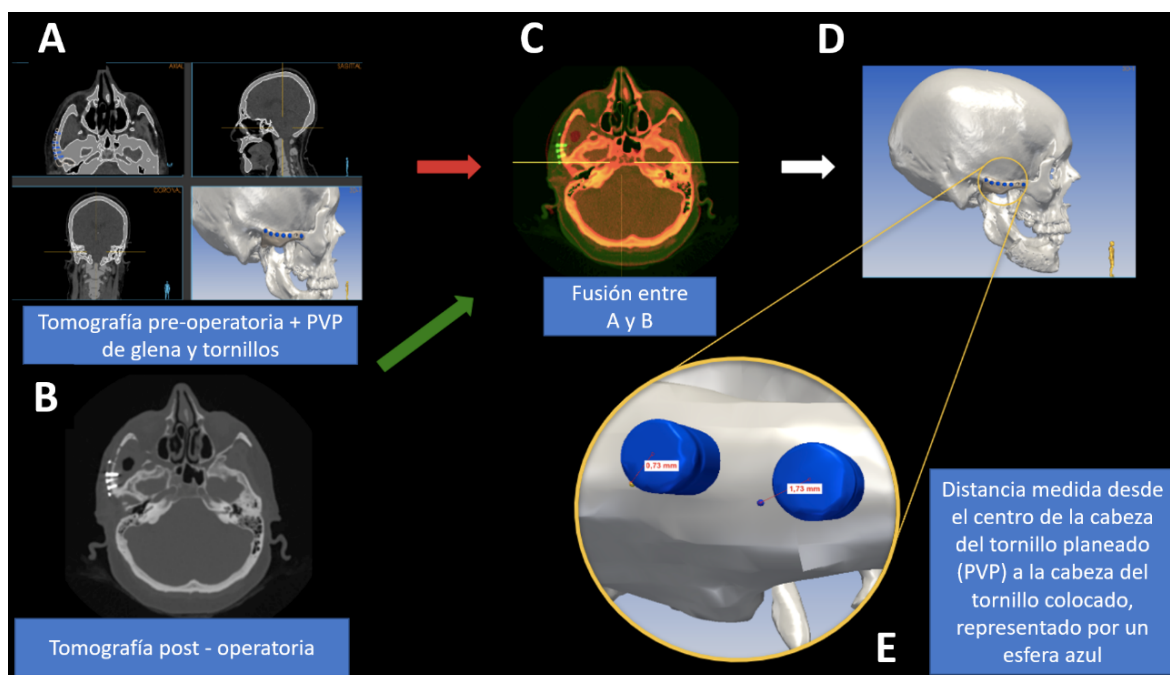 A
AXIAL
SAGITAL
CORONAL
Tomografía pre-operatoria + PVP
de glena y tornillos
B
Tomografía post - operatoria
C
Fusión entre
A y B
D
0,73 mm
1,73 mm
E
Distancia medida desde
el centro de la cabeza
del tornillo planeado
(PVP) a la cabeza del
tornillo colocado,
representado por un
esfera azul